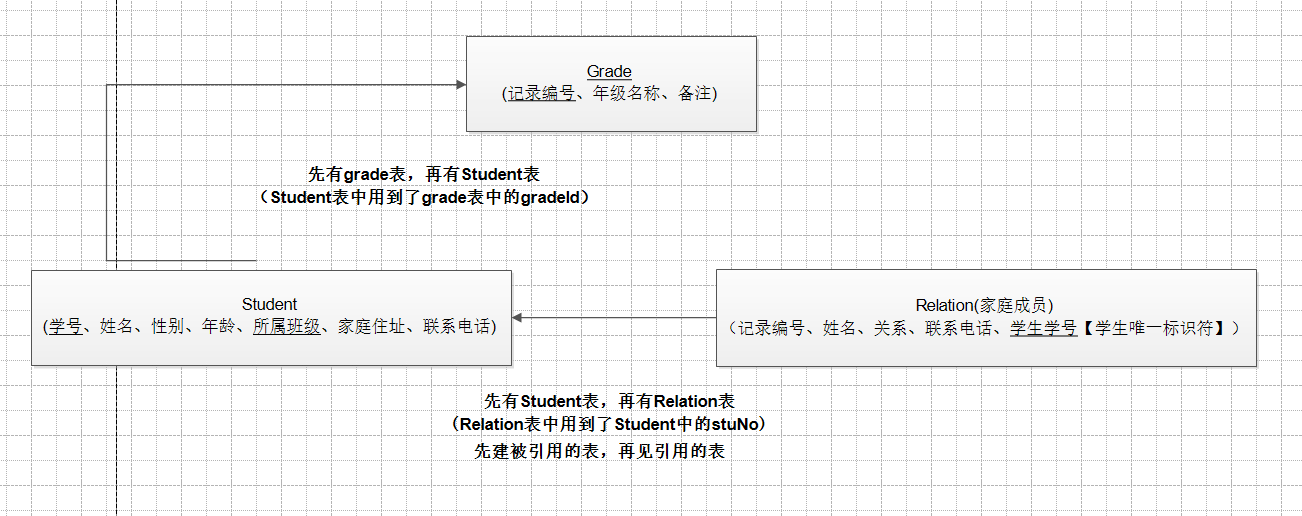 Grade
(记录编号、年级名称、备注)
先有grade表，再有Student表
（Student表中用到了grade表中的gradeId）
Student
(学号、姓名、性别、年龄、所属班级、家庭住址、联系电话)
Relation(家庭成员)
（记录编号、姓名、关系、联系电话、学生学号【学生唯一标识符】）
先有Student表，再有Relation表
（Relation表中用到了Student中的stuNo）
先建被引用的表，再见引用的表